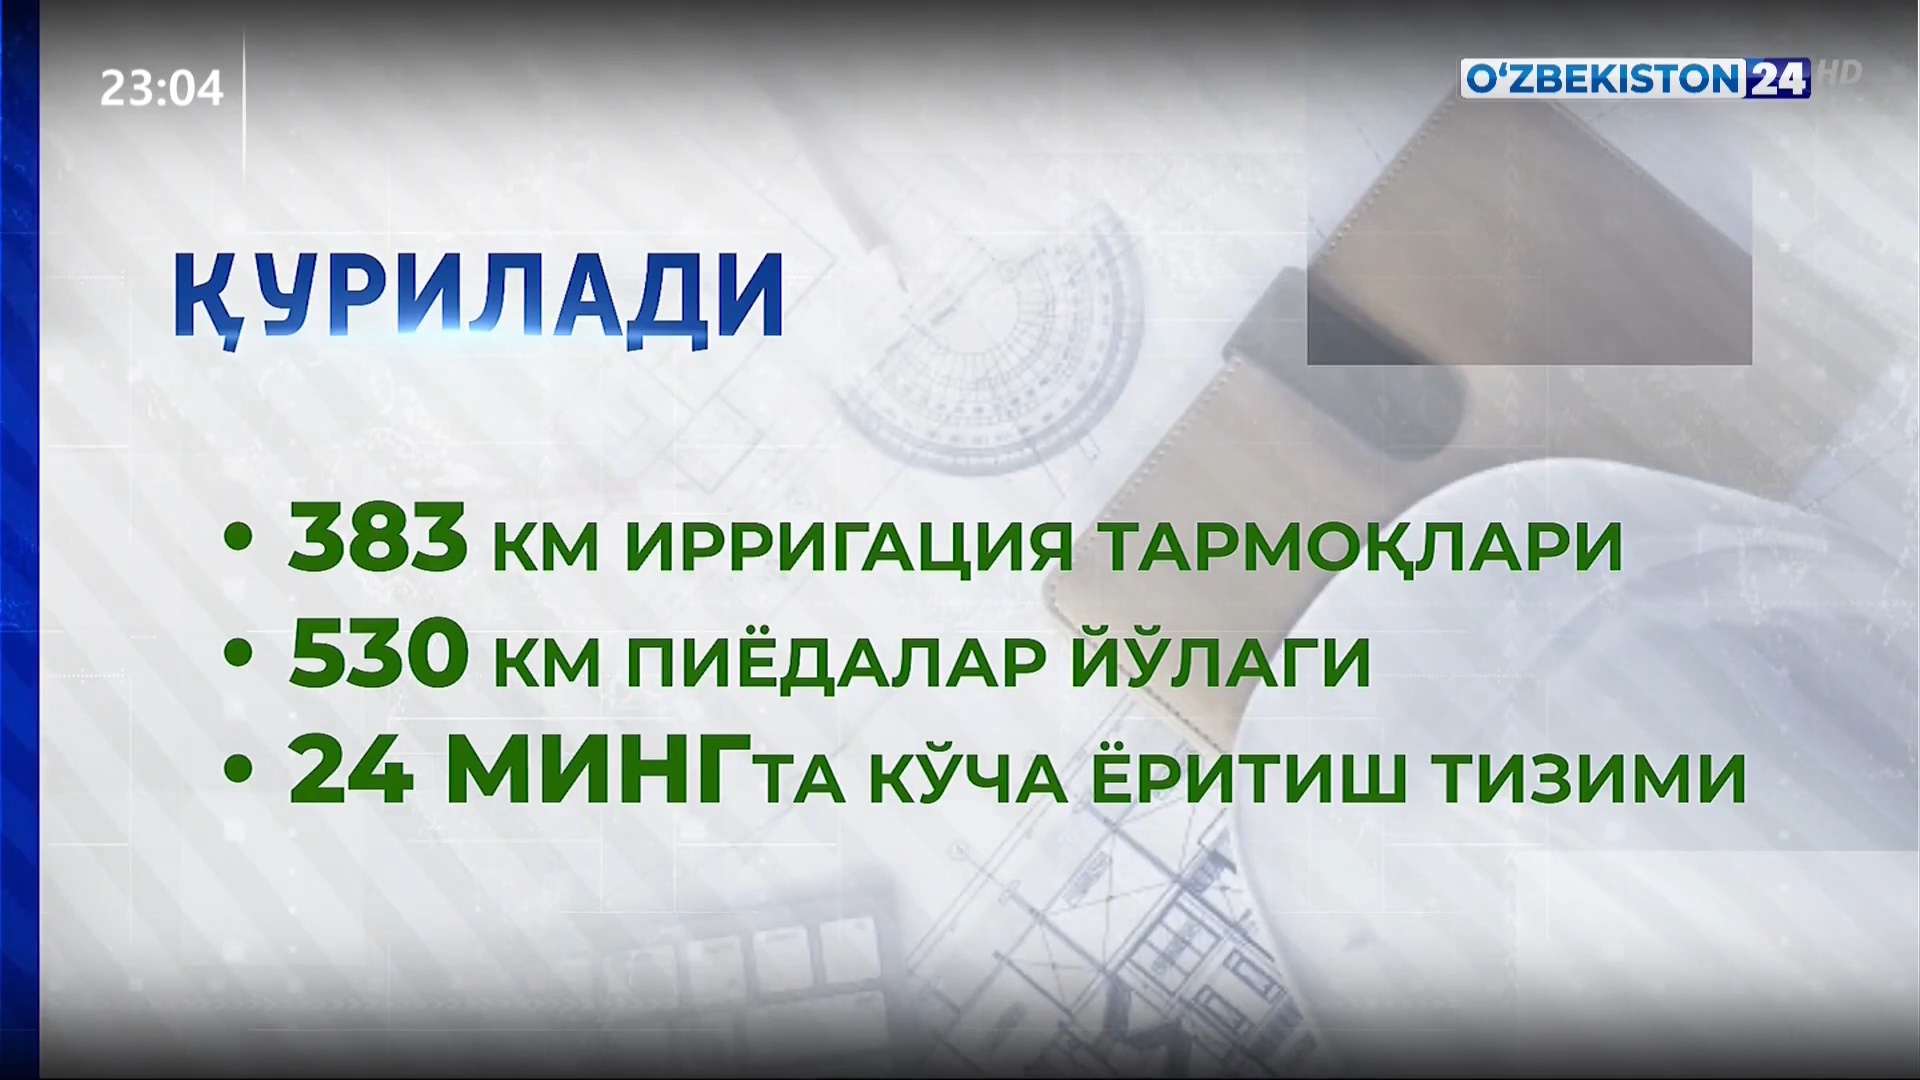 23:04
O‘ZBEKISTON 24 HD
ҚУРИЛАДИ
• 383 КМ ИРРИГАЦИЯ ТАРМОҚЛАРИ
• 530 КМ ПИЁДАЛАР ЙЎЛАГИ
• 24 МИНГТА КЎЧА ЁРИТИШ ТИЗИМИ